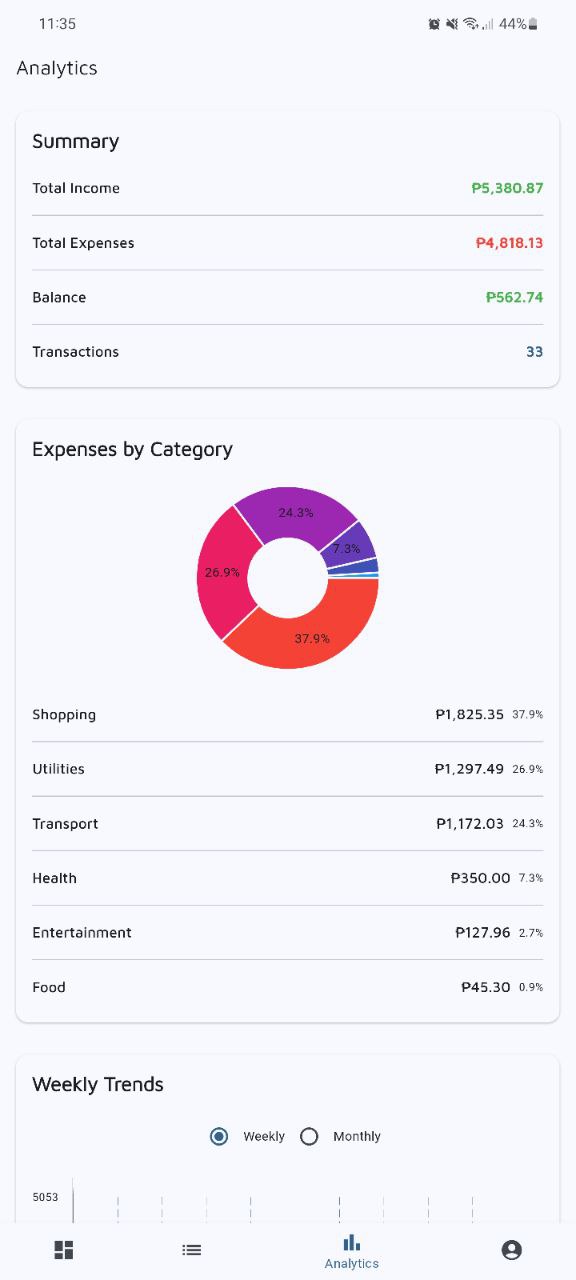 11:35 44%
Analytics
Summary
Total Income ₱5,380.87
Total Expenses ₱4,818.13
Balance ₱562.74
Transactions 33
Expenses by Category
24.3%
7.3%
26.9%
37.9%
Shopping ₱1,825.35 37.9%
Utilities ₱1,297.49 26.9%
Transport ₱1,172.03 24.3%
Health ₱350.00 7.3%
Entertainment ₱127.96 2.7%
Food ₱45.30 0.9%
Weekly Trends
Weekly Monthly
5053
Analytics